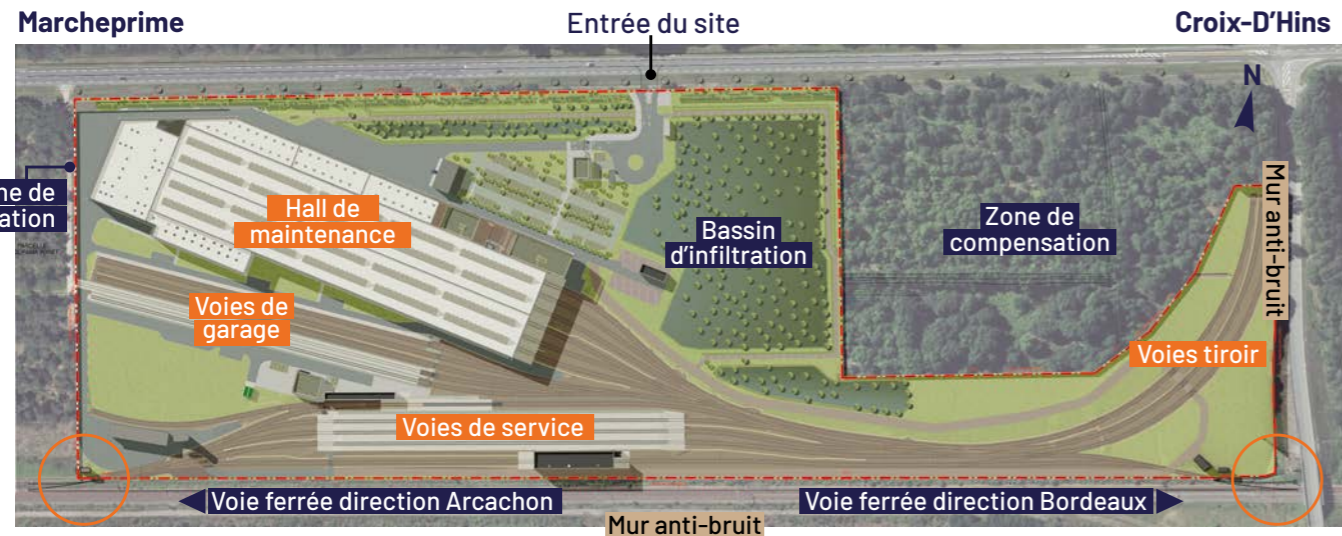 Marcheprime
Entrée du site
Croix-D'Hins
N
ne de
ation
Hall de
maintenance
Bassin
d'infiltration
Zone de
compensation
Mur anti-bruit
Voies de
garage
Voies tiroir
Voies de service
Voie ferrée direction Arcachon
Voie ferrée direction Bordeaux
Mur anti-bruit